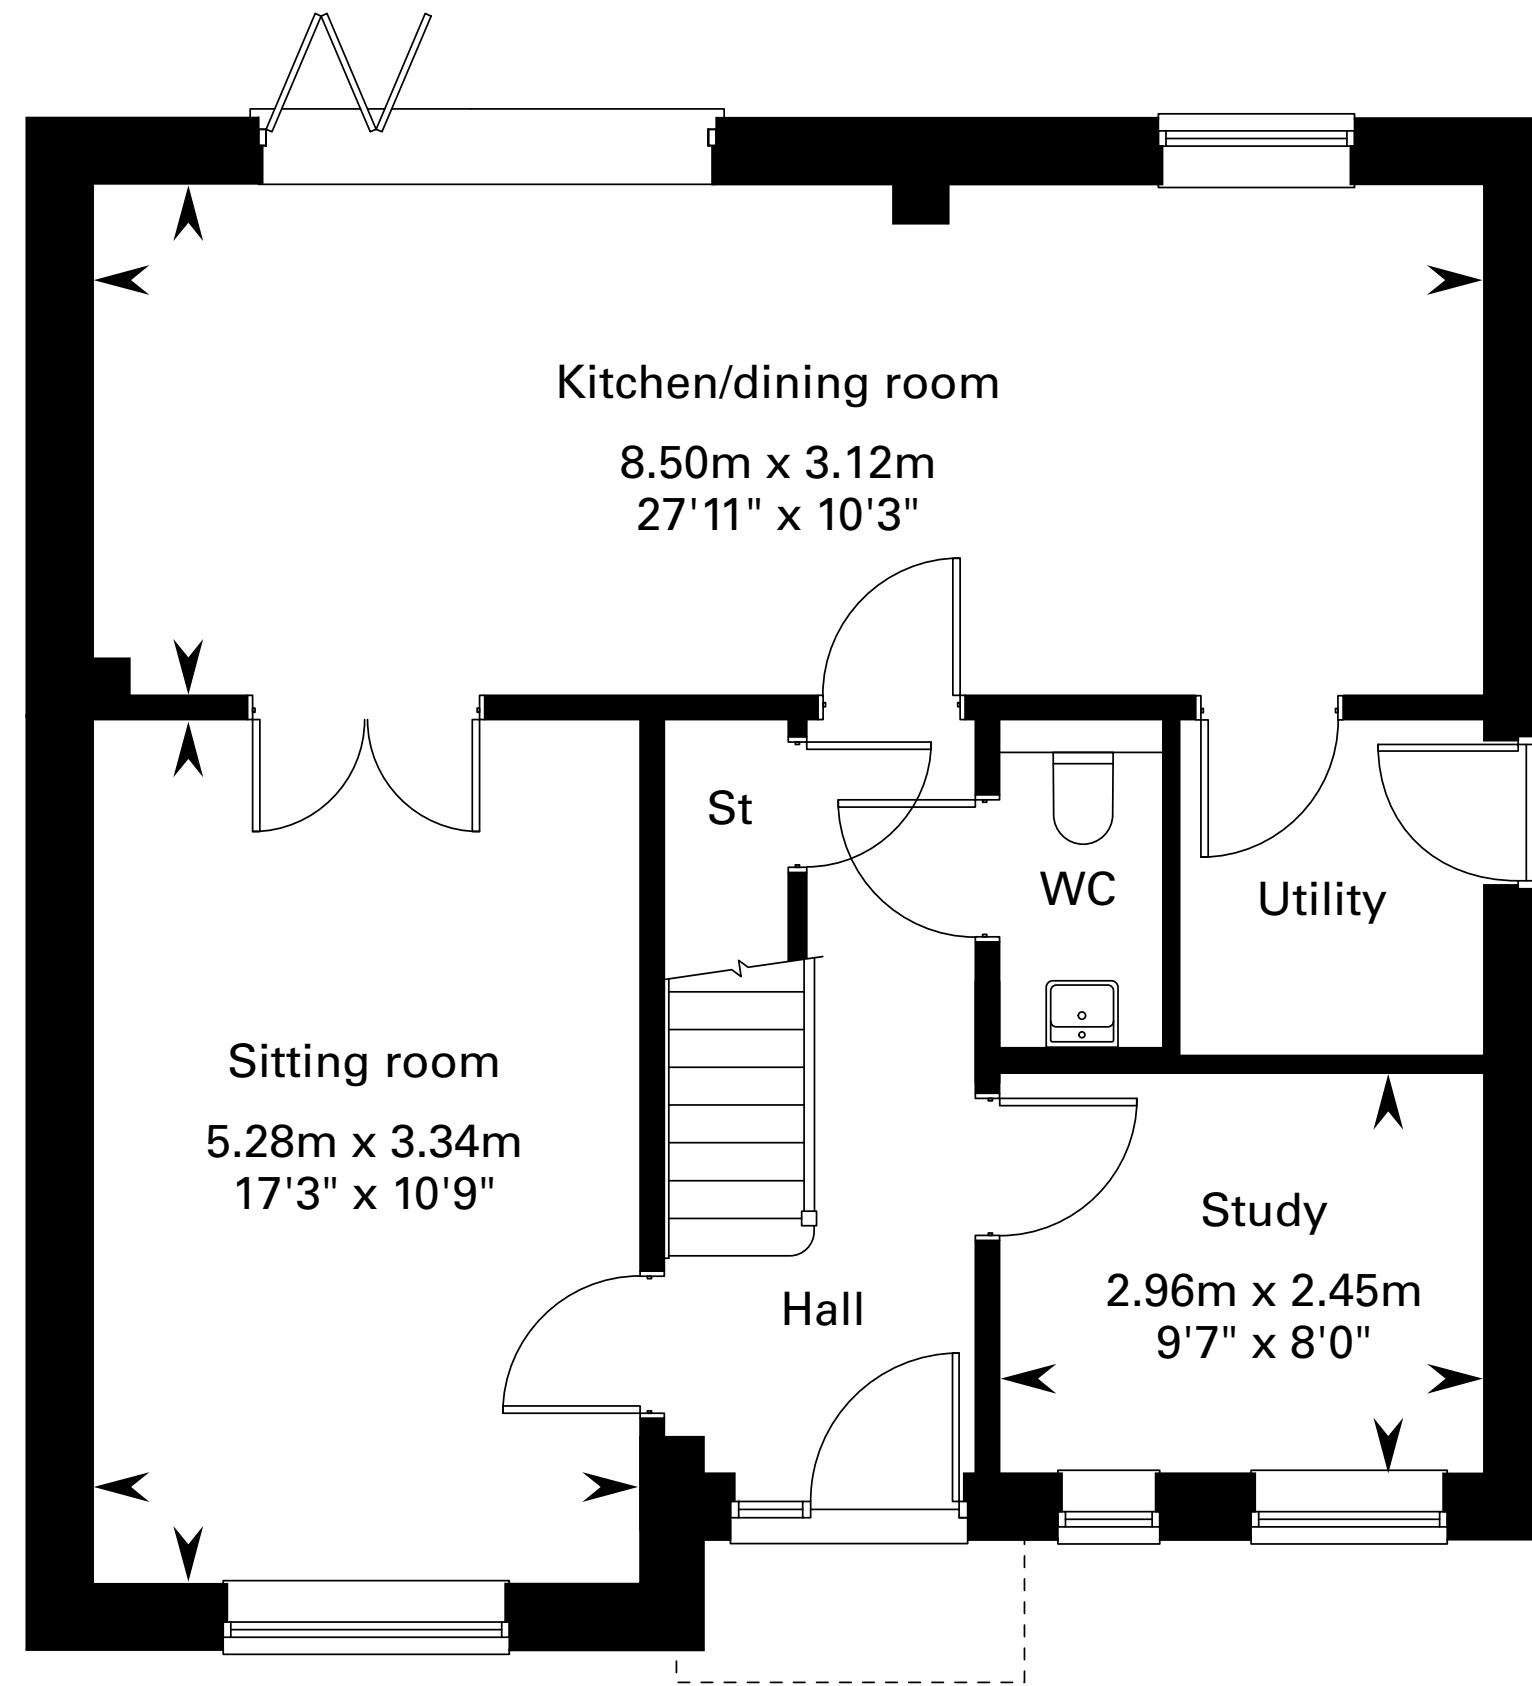 Kitchen/dining room
8.50m x 3.12m
27'11" x 10'3"
St
WC
Utility
Sitting room
5.28m x 3.34m
17'3" x 10'9"
Study
2.96m x 2.45m
9'7" x 8'0"
Hall